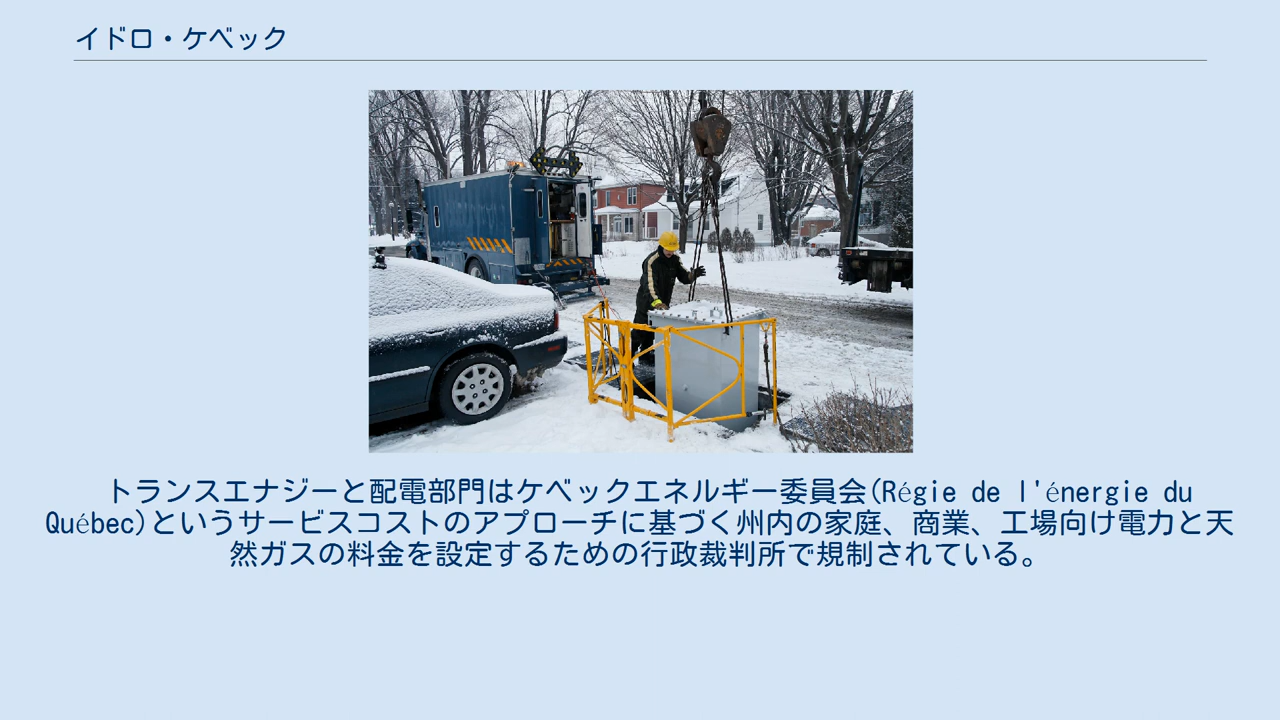 イドロ・ケベック
トランスエナジーと配電部門はケベックエネルギー委員会(Régie de l'énergie du
Québec)というサービスコストのアプローチに基づく州内の家庭、商業、工場向け電力と天
然ガスの料金を設定するための行政裁判所で規制されている。